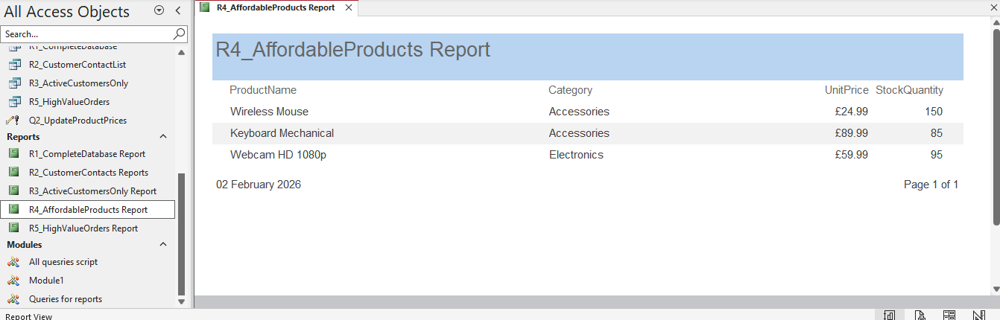 All Access Objects
Search...
R1_CompleteDatabase
R2_CustomerContactList
R3_ActiveCustomersOnly
R5_HighValueOrders
Q2_UpdateProductPrices
Reports
R1_CompleteDatabase Report
R2_CustomerContacts Reports
R3_ActiveCustomersOnly Report
R4_AffordableProducts Report
R5_HighValueOrders Report
Modules
All quesries script
Module1
Queries for reports
Report View
R4_AffordableProducts Report
R4_AffordableProducts Report
ProductName Category UnitPrice StockQuantity
Wireless Mouse Accessories £24.99 150
Keyboard Mechanical Accessories £89.99 85
Webcam HD 1080p Electronics £59.99 95
02 February 2026 Page 1 of 1